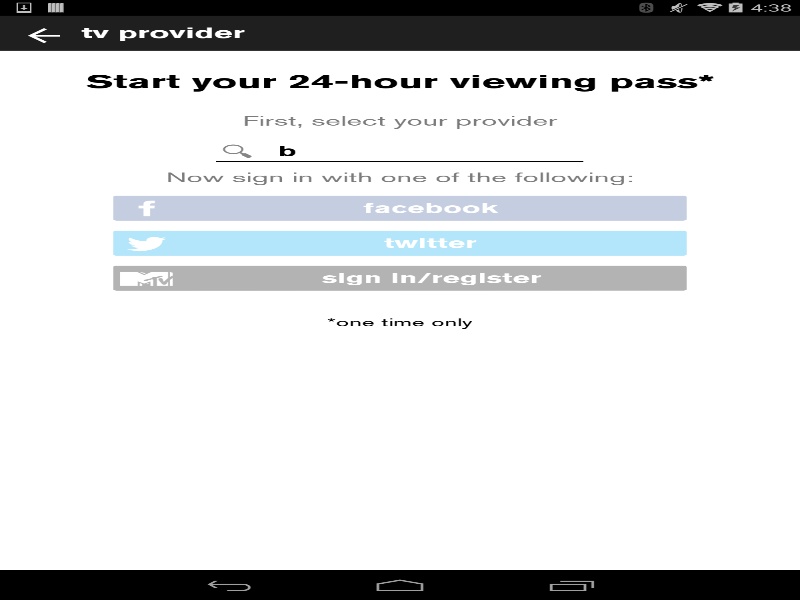 4:38
tv provider
Start your 24-hour viewing pass*
First, select your provider
b
Now sign in with one of the following:
f facebook
twitter
MTV sign in/register
*one time only